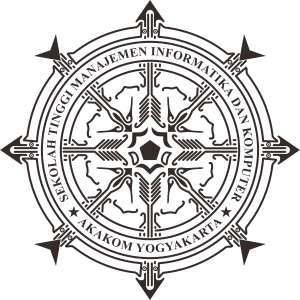 SEKOLAH TINGGI MANAJEMEN INFORMATIKA DAN KOMPUTER
★ AKAKOM YOGYAKARTA ★